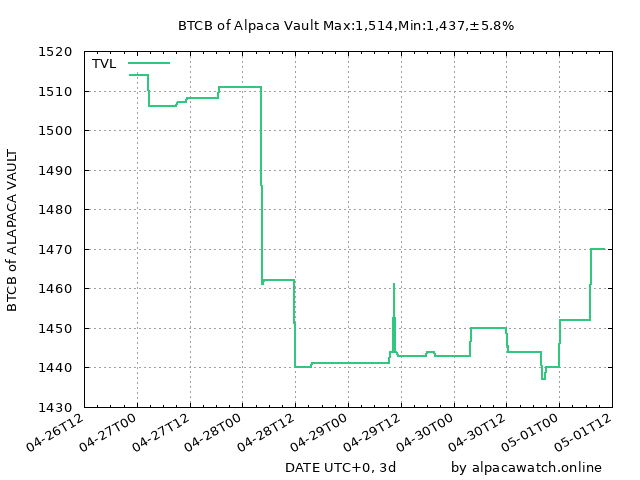 BTCB of Alpaca Vault Max:1,514,Min:1,437,±5.8%
TVL
1520
1510
1500
1490
1480
1470
1460
1450
1440
1430
BTCB of ALAPACA VAULT
04-26T12
04-27T00
04-27T12
04-28T00
04-28T12
04-29T00
04-29T12
04-30T00
04-30T12
05-01T00
05-01T12
DATE UTC+0, 3d
by alpacawatch.online